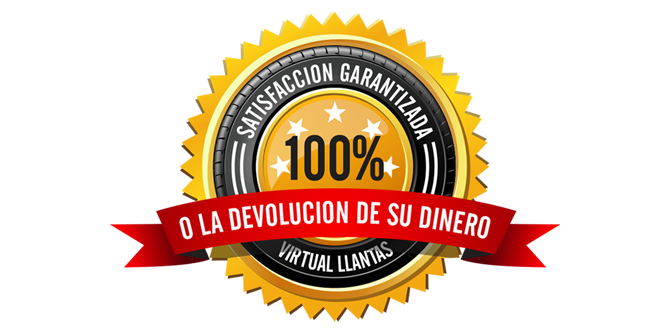 SATISFACCION GARANTIZADA
100%
O LA DEVOLUCION DE SU DINERO
VIRTUAL LLANTAS